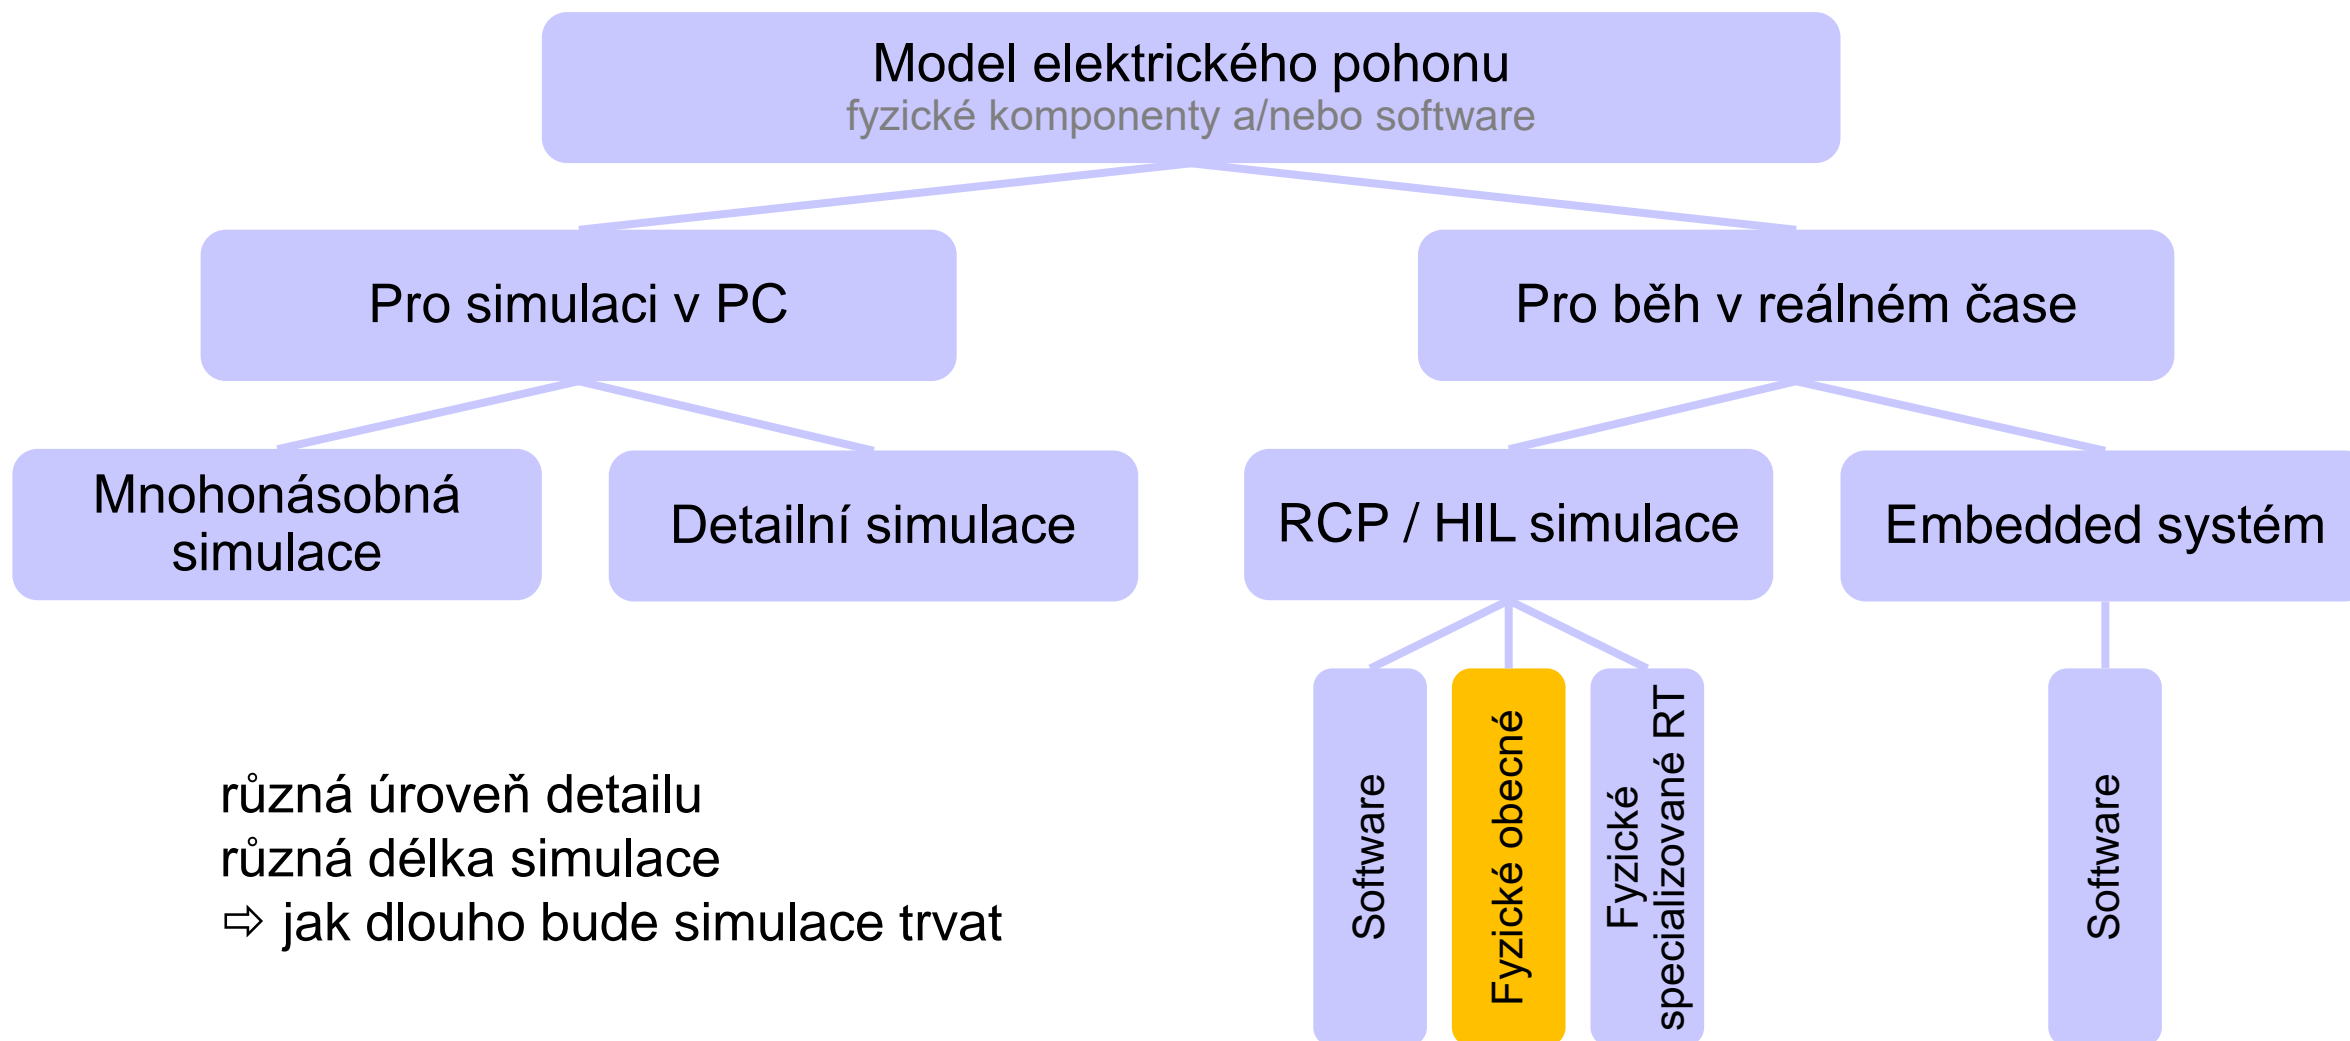 Model elektrického pohonu
fyzické komponenty a/nebo software
Pro simulaci v PC
Pro běh v reálném čase
Mnohonásobná
simulace
Detailní simulace
RCP / HIL simulace
Embedded systém
Software
Fyzické obecné
Fyzické
specializované RT
Software
různá úroveň detailu
různá délka simulace
⇨ jak dlouho bude simulace trvat